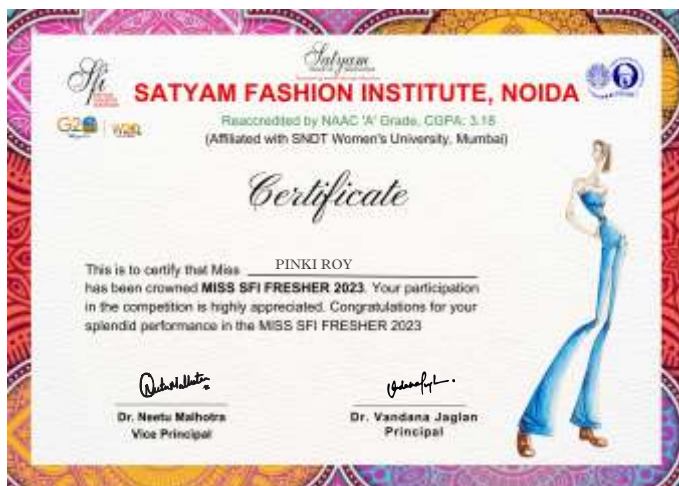 Sfi
Satyam
SATYAM FASHION INSTITUTE, NOIDA
G20 W20
Reaccredited by NAAC 'A' Grade, CGPA: 3.18
(Affiliated with SNDT Women's University, Mumbai)
Certificate
This is to certify that Miss PINKI ROY
has been crowned MISS SFI FRESHER 2023. Your participation
in the competition is highly appreciated. Congratulations for your
splendid performance in the MISS SFI FRESHER 2023
Dr. Neetu Malhotra
Vice Principal
Dr. Vandana Jaglan
Principal